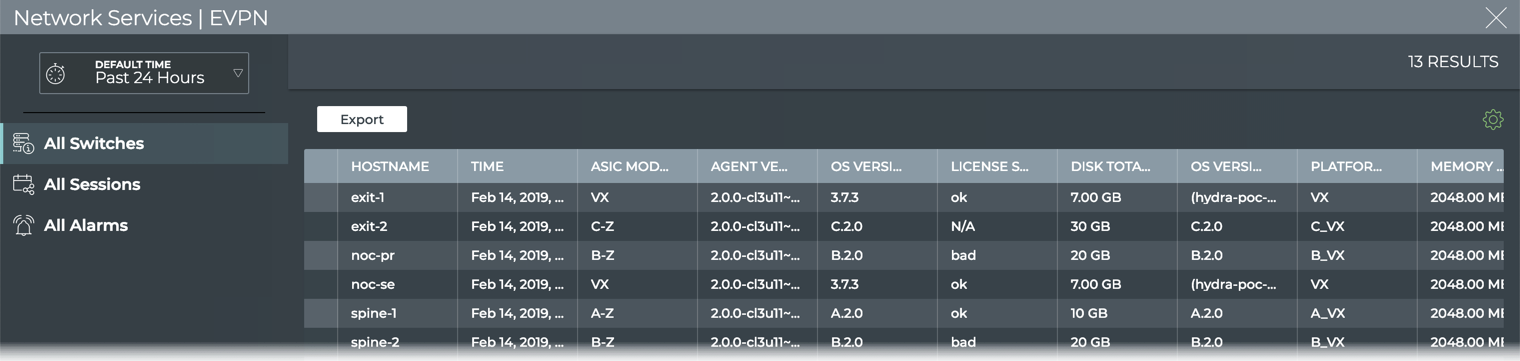 Network Services | EVPN
DEFAULT TIME
Past 24 Hours
13 RESULTS
All Switches
All Sessions
All Alarms
Export
HOSTNAME TIME ASIC MOD... AGENT VE... OS VERSI... LICENSE S... DISK TOTA... OS VERSI... PLATFOR... MEMORY ...
exit-1 Feb 14, 2019, ... VX 2.0.0-cl3u11~... 3.7.3 ok 7.00 GB (hydra-poc-... VX 2048.00 ME
exit-2 Feb 14, 2019, ... C-Z 2.0.0-cl3u11~... C.2.0 N/A 30 GB C.2.0 C_VX 2048.00 ME
noc-pr Feb 14, 2019, ... B-Z 2.0.0-cl3u11~... B.2.0 bad 20 GB B.2.0 B_VX 2048.00 ME
noc-se Feb 14, 2019, ... VX 2.0.0-cl3u11~... 3.7.3 ok 7.00 GB (hydra-poc-... VX 2048.00 ME
spine-1 Feb 14, 2019, ... A-Z 2.0.0-cl3u11~... A.2.0 ok 10 GB A.2.0 A_VX 2048.00 ME
spine-2 Feb 14, 2019, ... B-Z 2.0.0-cl3u11~... B.2.0 bad 20 GB B.2.0 B_VX 2048.00 ME